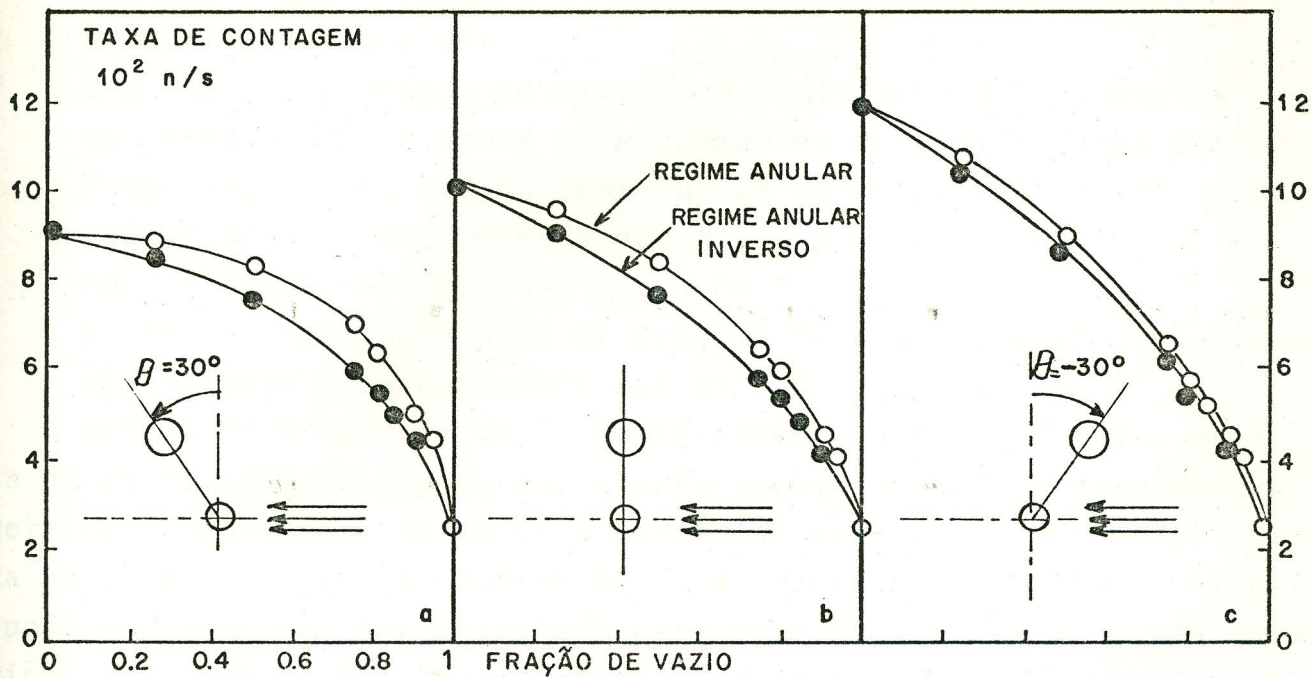 TAXA DE CONTAGEM
10² n/s
12
10
8
6
4
2
0
θ=30°
a
0 0.2 0.4 0.6 0.8 1
REGIME ANULAR
REGIME ANULAR
INVERSO
b
FRAÇÃO DE VAZIO
θ=-30°
c
12
10
8
6
4
2
0